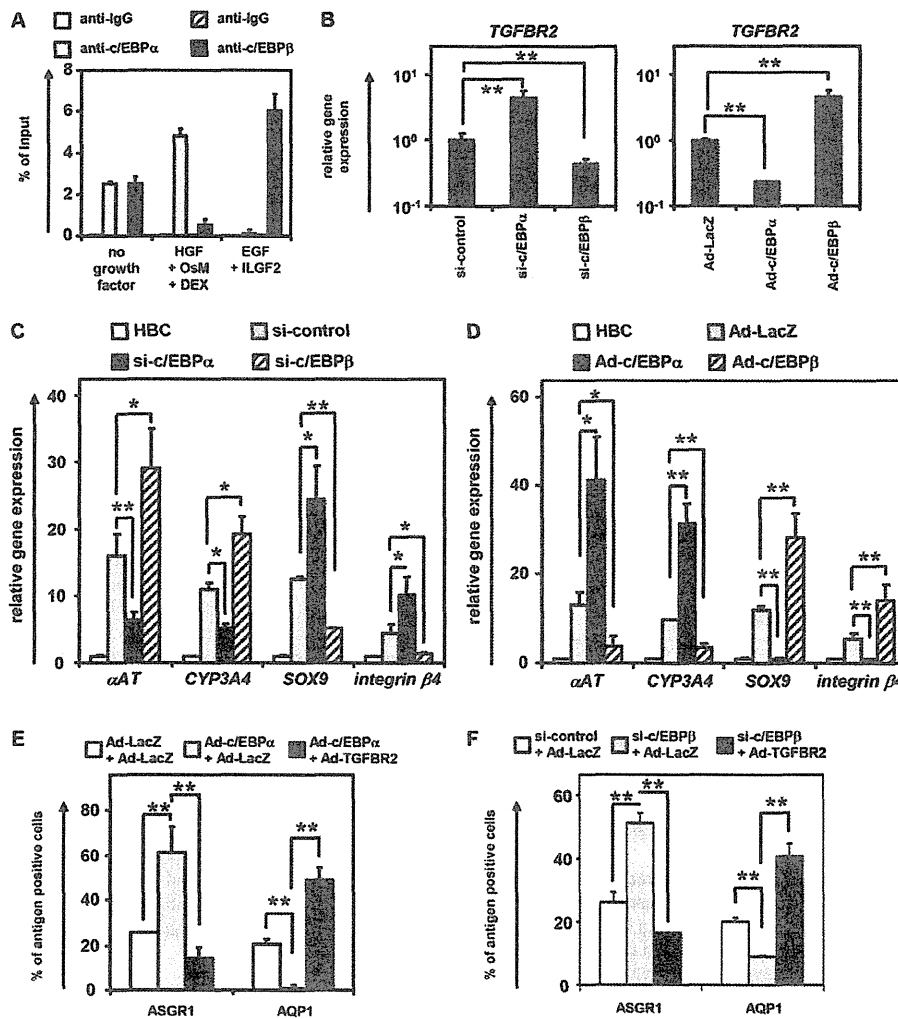 A
anti-IgG
anti-c/EBPα
anti-IgG
anti-c/EBPβ
% of Input
8
6
4
2
0
no growth factor
HGF + OsM + DEX
EGF + ILGF2
B
TGFBR2
relative gene expression
10¹
10⁰
10⁻¹
**
**
si-control
si-c/EBPα
si-c/EBPβ
TGFBR2
10¹
10⁰
10⁻¹
**
**
Ad-LacZ
Ad-c/EBPα
Ad-c/EBPβ
C
HBC
si-control
si-c/EBPα
si-c/EBPβ
relative gene expression
40
30
20
10
0
*
**
*
*
**
*
*
*
αAT
CYP3A4
SOX9
integrin β4
D
HBC
Ad-LacZ
Ad-c/EBPα
Ad-c/EBPβ
relative gene expression
60
40
20
0
*
*
**
**
**
**
**
**
αAT
CYP3A4
SOX9
integrin β4
E
Ad-LacZ + Ad-LacZ
Ad-c/EBPα + Ad-LacZ
Ad-c/EBPα + Ad-TGFBR2
% of antigen positive cells
80
60
40
20
0
**
**
**
**
ASGR1
AQP1
F
si-control + Ad-LacZ
si-c/EBPβ + Ad-LacZ
si-c/EBPβ + Ad-TGFBR2
% of antigen positive cells
60
40
20
0
**
**
**
**
ASGR1
AQP1